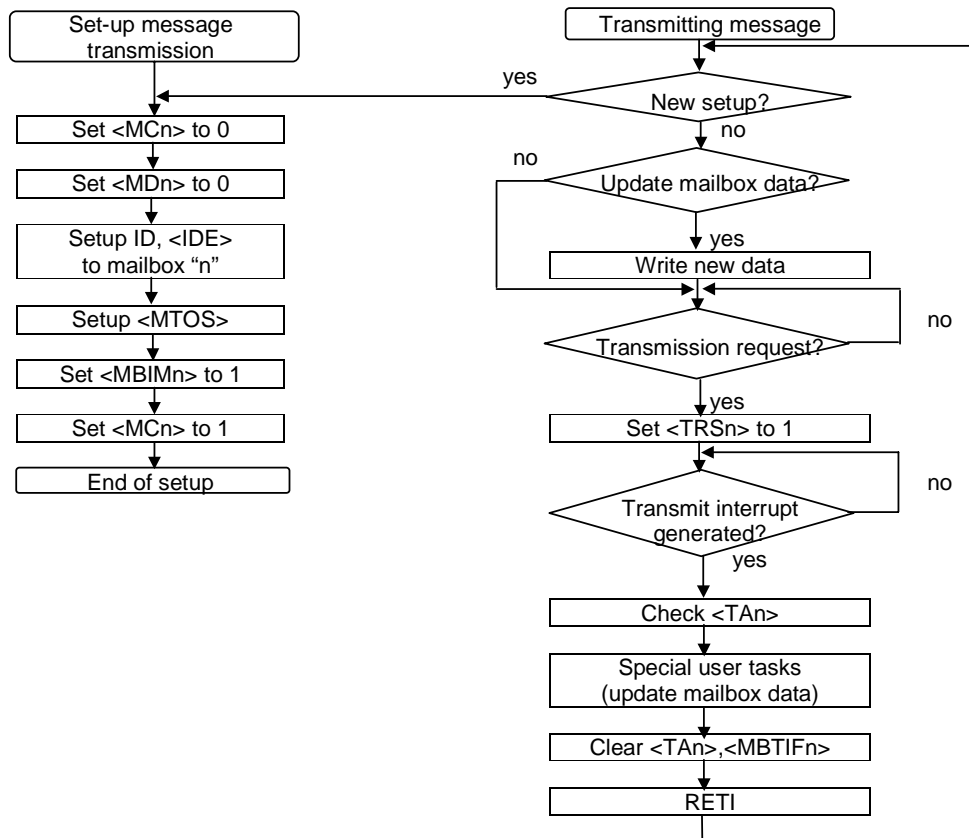 Set-up message
transmission
Set <MCn> to 0
Set <MDn> to 0
Setup ID, <IDE>
to mailbox “n”
Setup <MTOS>
Set <MBIMn> to 1
Set <MCn> to 1
End of setup
Transmitting message
yes
New setup?
no
no
Update mailbox data?
yes
Write new data
no
Transmission request?
yes
Set <TRSn> to 1
no
Transmit interrupt
generated?
yes
Check <TAn>
Special user tasks
(update mailbox data)
Clear <TAn>,<MBTIFn>
RETI